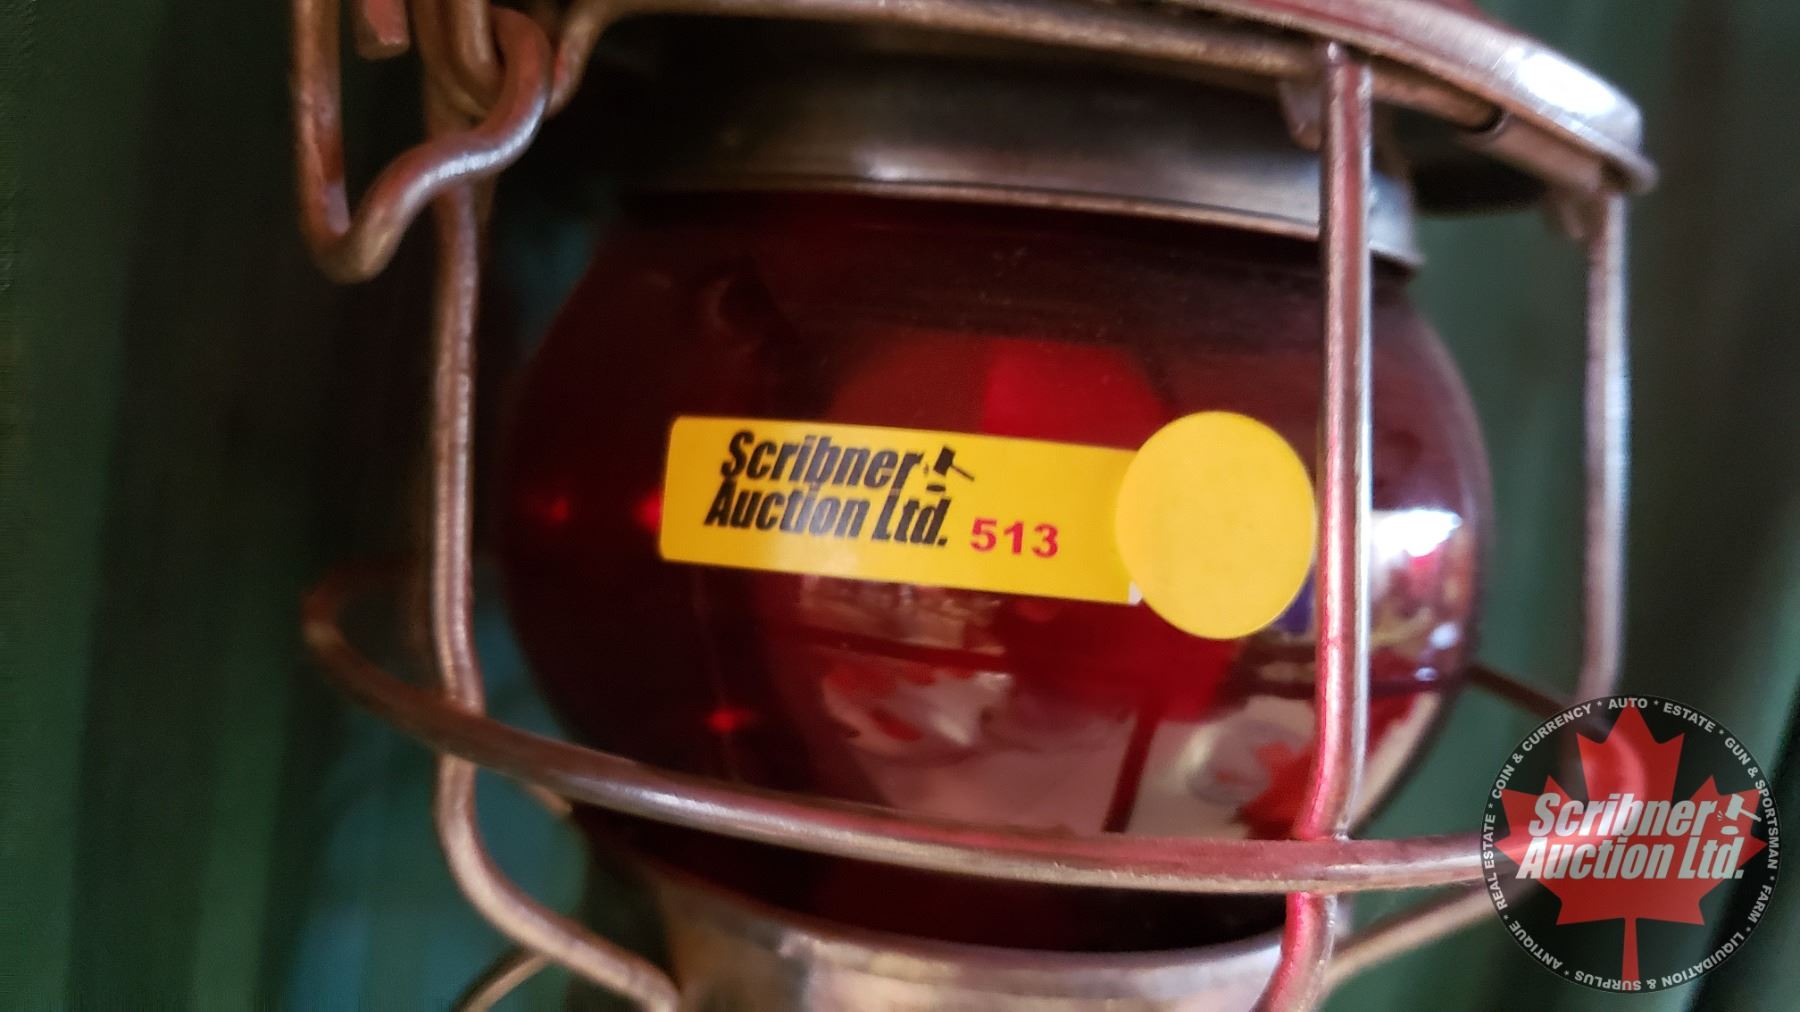 Scribner
Auction Ltd. 513
COIN & CURRENCY * AUTO * ESTATE * GUN & SPORTSMAN * FARM * LIQUIDATION & SURPLUS * ANTIQUE * REAL ESTATE *
Scribner
Auction Ltd.